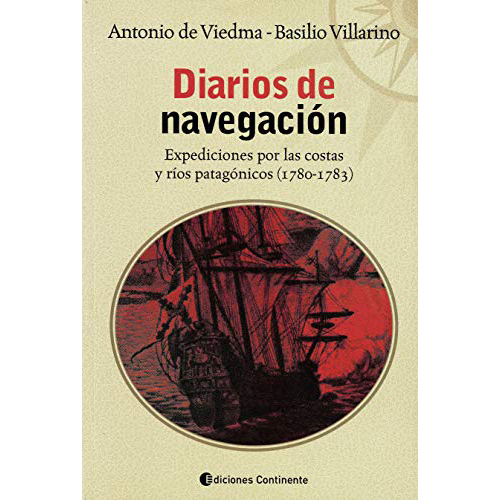 Antonio de Viedma - Basilio Villarino
Diarios de
navegación
Expediciones por las costas
y ríos patagónicos (1780-1783)
Ediciones Continente